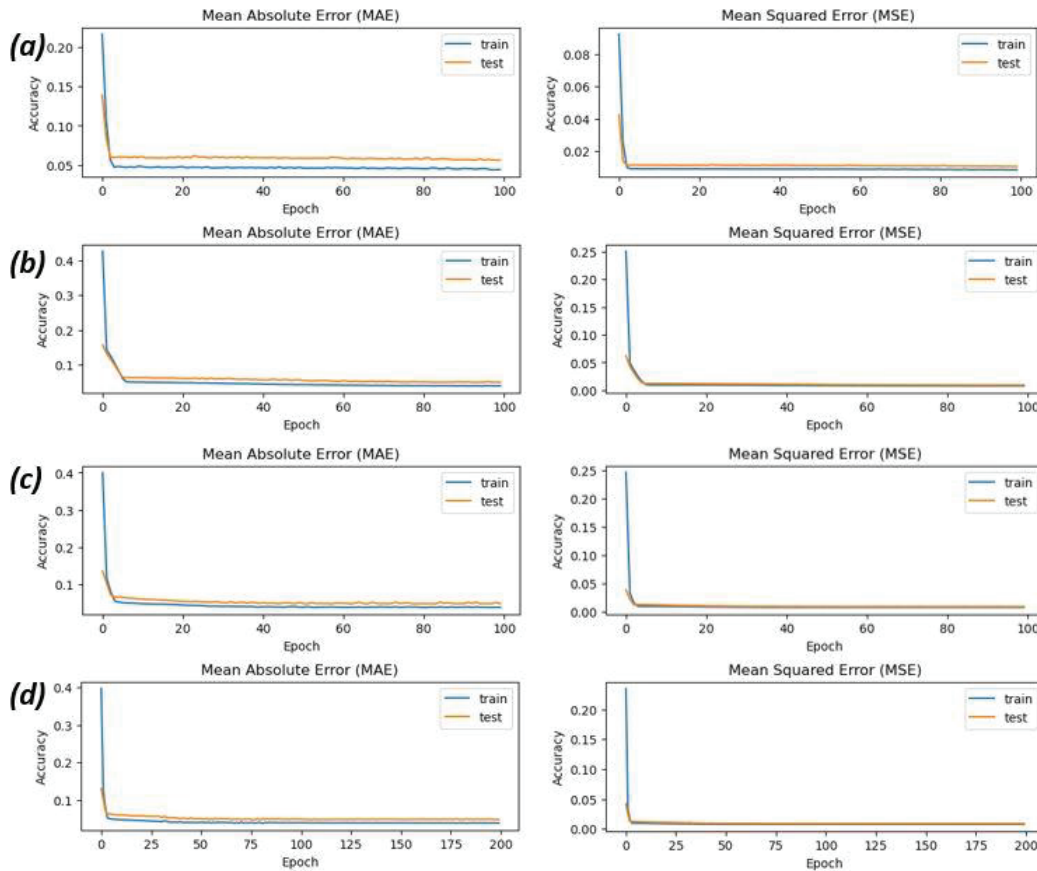 Mean Absolute Error (MAE) Mean Squared Error (MSE)
(a)
Accuracy
0.20
0.15
0.10
0.05
train
test
0 20 40 60 80 100
Epoch
Accuracy
0.08
0.06
0.04
0.02
train
test
0 20 40 60 80 100
Epoch
Mean Absolute Error (MAE) Mean Squared Error (MSE)
(b)
Accuracy
0.4
0.3
0.2
0.1
train
test
0 20 40 60 80 100
Epoch
Accuracy
0.25
0.20
0.15
0.10
0.05
0.00
train
test
0 20 40 60 80 100
Epoch
Mean Absolute Error (MAE) Mean Squared Error (MSE)
(c)
Accuracy
0.4
0.3
0.2
0.1
train
test
0 20 40 60 80 100
Epoch
Accuracy
0.25
0.20
0.15
0.10
0.05
0.00
train
test
0 20 40 60 80 100
Epoch
Mean Absolute Error (MAE) Mean Squared Error (MSE)
(d)
Accuracy
0.4
0.3
0.2
0.1
train
test
0 25 50 75 100 125 150 175 200
Epoch
Accuracy
0.20
0.15
0.10
0.05
0.00
train
test
0 25 50 75 100 125 150 175 200
Epoch